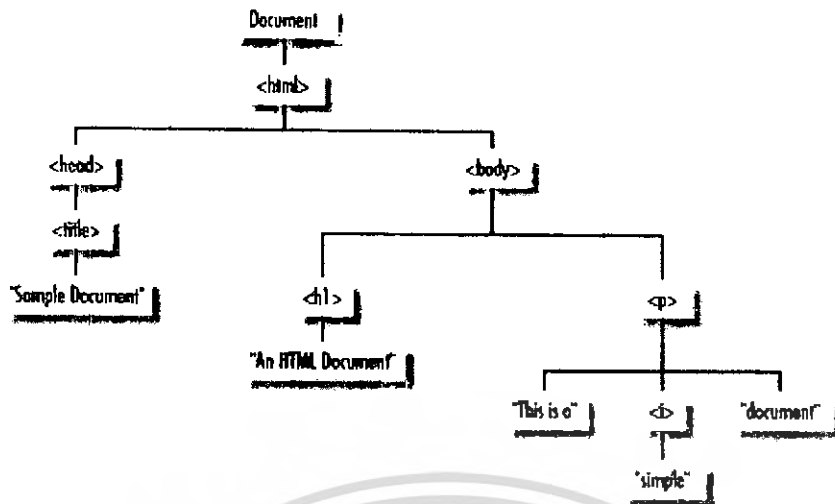 Document
<html>
<head>
<body>
<title>
"Sample Document"
<h1>
<p>
"An HTML Document"
"This is a"
<i>
"document"
"simple"